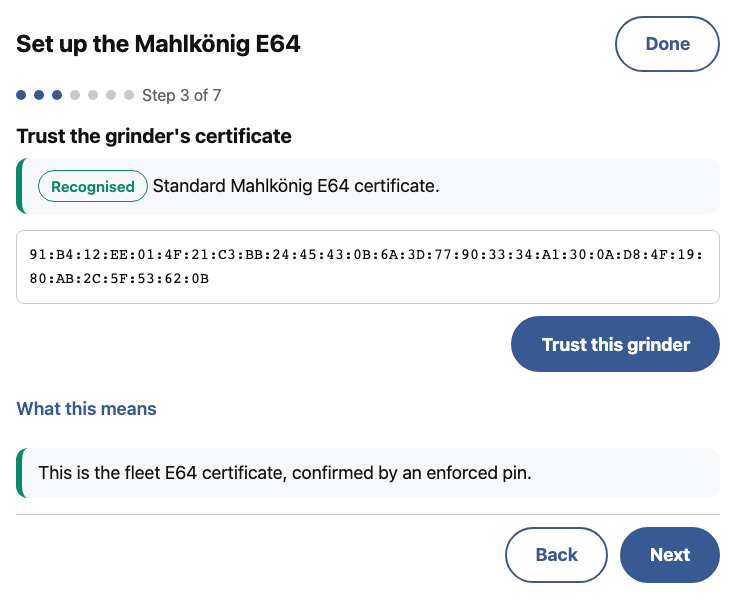 Set up the Mahlkönig E64
Done
Step 3 of 7
Trust the grinder's certificate
Recognised Standard Mahlkönig E64 certificate.
91:B4:12:EE:01:4F:21:C3:BB:24:45:43:0B:6A:3D:77:90:33:34:A1:30:0A:D8:4F:19:
80:AB:2C:5F:53:62:0B
Trust this grinder
What this means
This is the fleet E64 certificate, confirmed by an enforced pin.
Back
Next